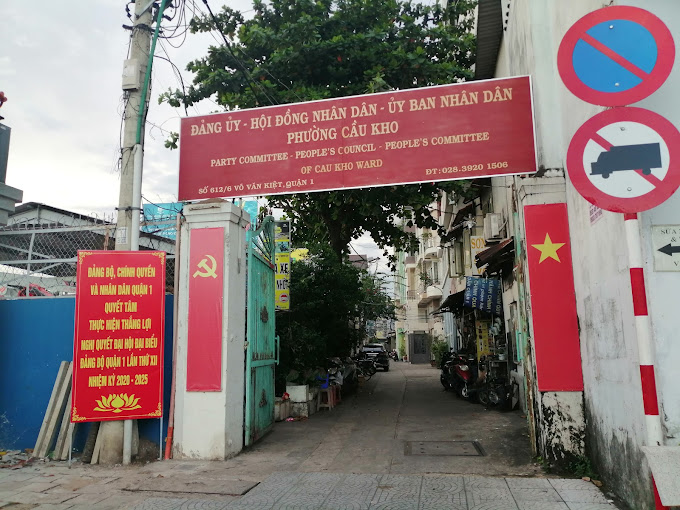 ĐẢNG ỦY - HỘI ĐỒNG NHÂN DÂN - ỦY BAN NHÂN DÂN
PHƯỜNG CẦU KHO
PARTY COMMITTEE - PEOPLE'S COUNCIL - PEOPLE'S COMMITTEE
OF CAU KHO WARD
SỐ 612/6 VÕ VĂN KIỆT, QUẬN 1
ĐT: 028.3920 1506
ĐẢNG BỘ, CHÍNH QUYỀN
VÀ NHÂN DÂN QUẬN 1
QUYẾT TÂM
THỰC HIỆN THẮNG LỢI
NGHỊ QUYẾT ĐẠI HỘI ĐẠI BIỂU
ĐẢNG BỘ QUẬN 1 LẦN THỨ XII
NHIỆM KỲ 2020 - 2025
XE
SỬA